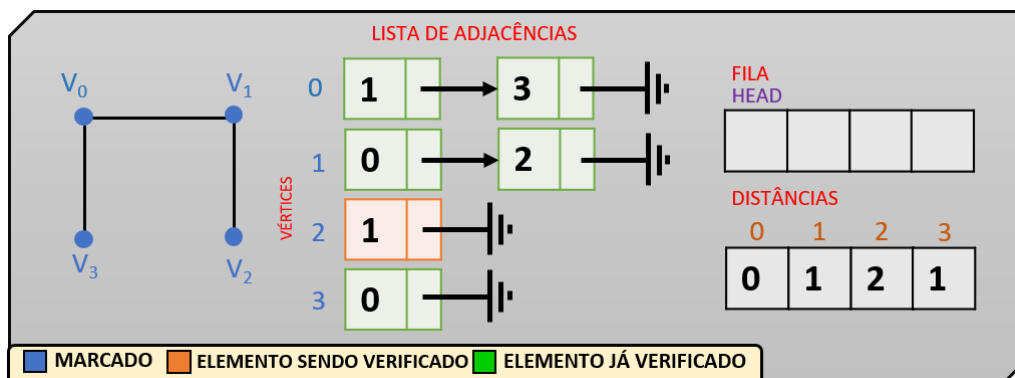 LISTA DE ADJACÊNCIAS
V0 V1
V3 V2
VÉRTICES
0 1 3
1 0 2
2 1
3 0
FILA
HEAD
DISTÂNCIAS
0 1 2 3
0 1 2 1
MARCADO ELEMENTO SENDO VERIFICADO ELEMENTO JÁ VERIFICADO